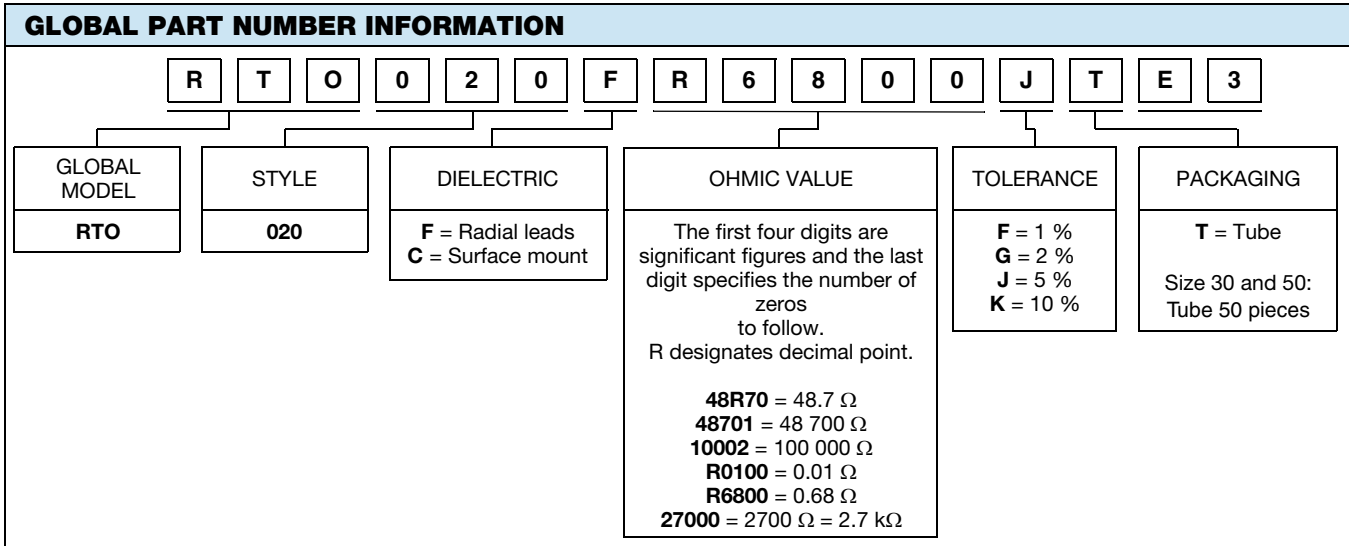 GLOBAL PART NUMBER INFORMATION
R T O 0 2 0 F R 6 8 0 0 J T E 3
GLOBAL
MODEL
RTO
STYLE
020
DIELECTRIC
F = Radial leads
C = Surface mount
OHMIC VALUE
The first four digits are
significant figures and the last
digit specifies the number of
zeros
to follow.
R designates decimal point.
48R70 = 48.7 Ω
48701 = 48 700 Ω
10002 = 100 000 Ω
R0100 = 0.01 Ω
R6800 = 0.68 Ω
27000 = 2700 Ω = 2.7 kΩ
TOLERANCE
F = 1 %
G = 2 %
J = 5 %
K = 10 %
PACKAGING
T = Tube
Size 30 and 50:
Tube 50 pieces